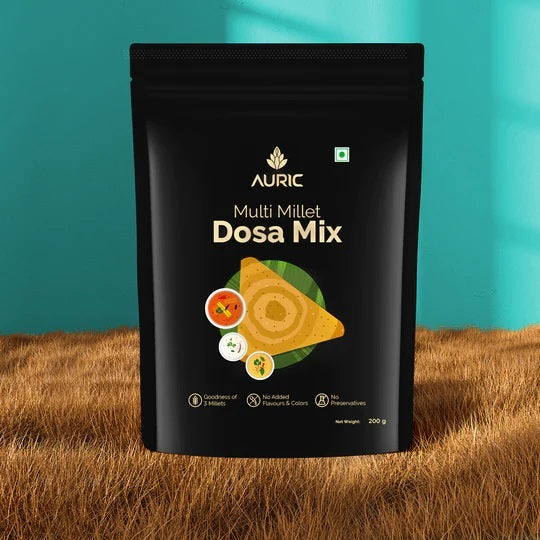 AURIC
Multi Millet
Dosa Mix
Goodness of
3 Millets
No Added
Flavours & Colors
No
Preservatives
Net Weight: 200 g